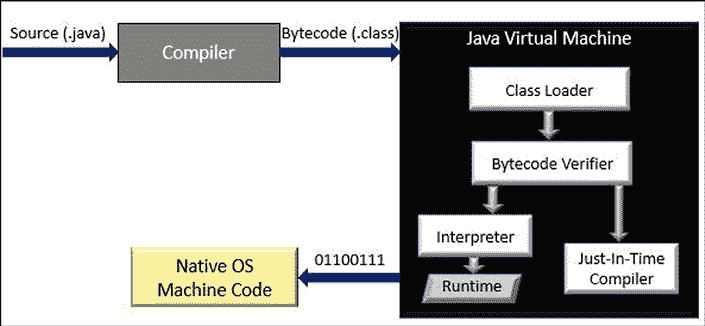 Source (.java)
Compiler
Bytecode (.class)
Java Virtual Machine
Class Loader
Bytecode Verifier
Interpreter
Runtime
Just-In-Time
Compiler
01100111
Native OS
Machine Code